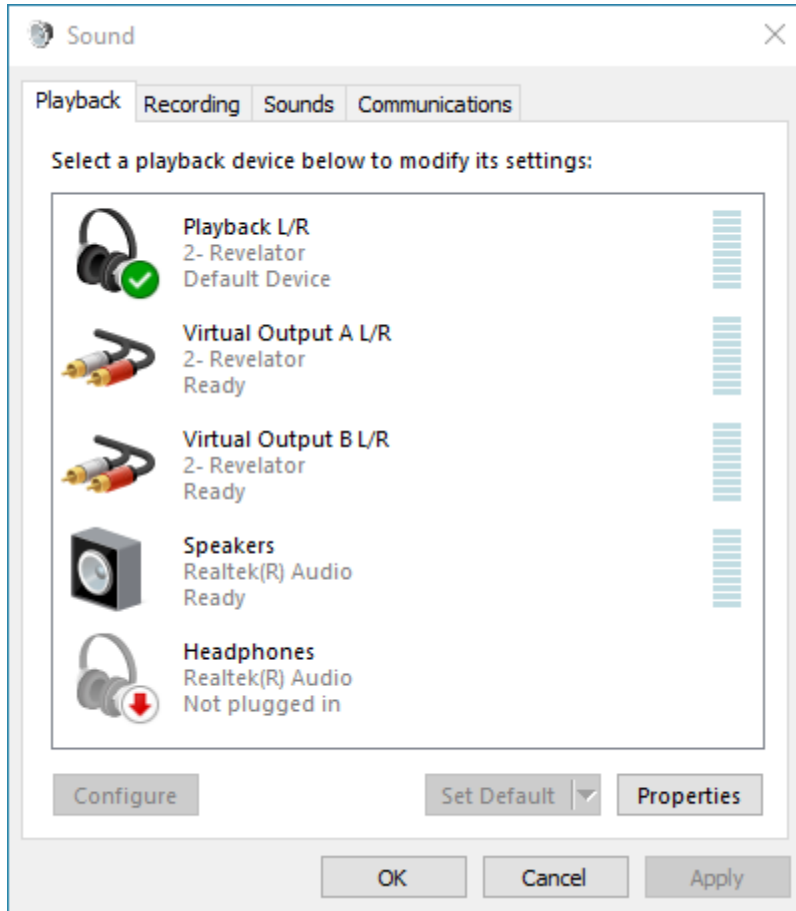 Sound
Playback Recording Sounds Communications
Select a playback device below to modify its settings:
Playback L/R
2- Revelator
Default Device
Virtual Output A L/R
2- Revelator
Ready
Virtual Output B L/R
2- Revelator
Ready
Speakers
Realtek(R) Audio
Ready
Headphones
Realtek(R) Audio
Not plugged in
Configure Set Default Properties
OK Cancel Apply